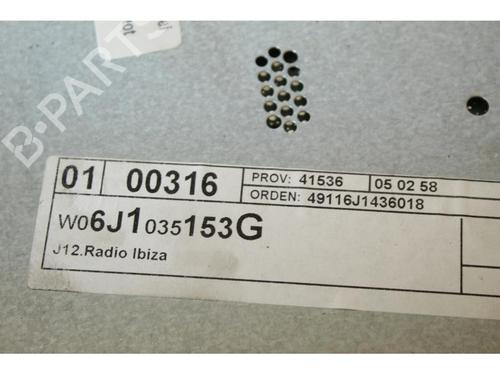 B-PARTS
01 00316 PROV: 41536 05 02 58
ORDEN: 49116J1436018
W06J1035153G
J12.Radio Ibiza